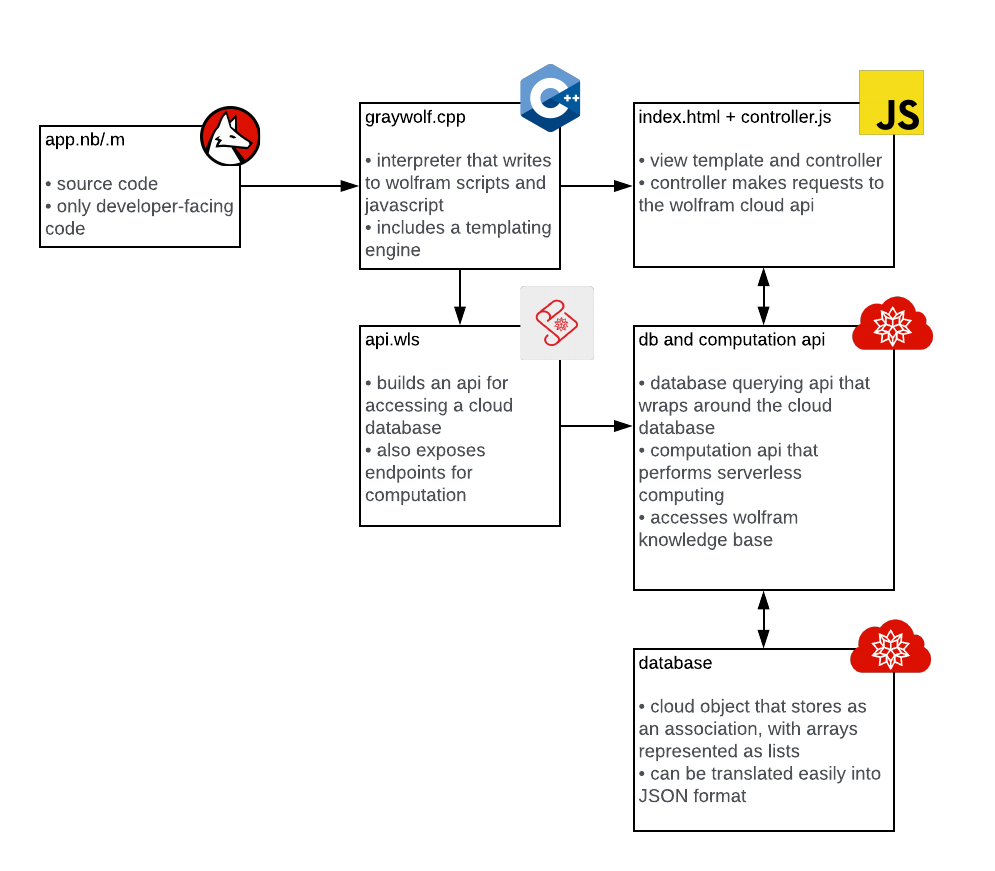 app.nb/.m
• source code
• only developer-facing
code
graywolf.cpp
• interpreter that writes
to wolfram scripts and
javascript
• includes a templating
engine
C++
index.html + controller.js
• view template and controller
• controller makes requests to
the wolfram cloud api
JS
api.wls
• builds an api for
accessing a cloud
database
• also exposes
endpoints for
computation
db and computation api
• database querying api that
wraps around the cloud
database
• computation api that
performs serverless
computing
• accesses wolfram
knowledge base
database
• cloud object that stores as
an association, with arrays
represented as lists
• can be translated easily into
JSON format